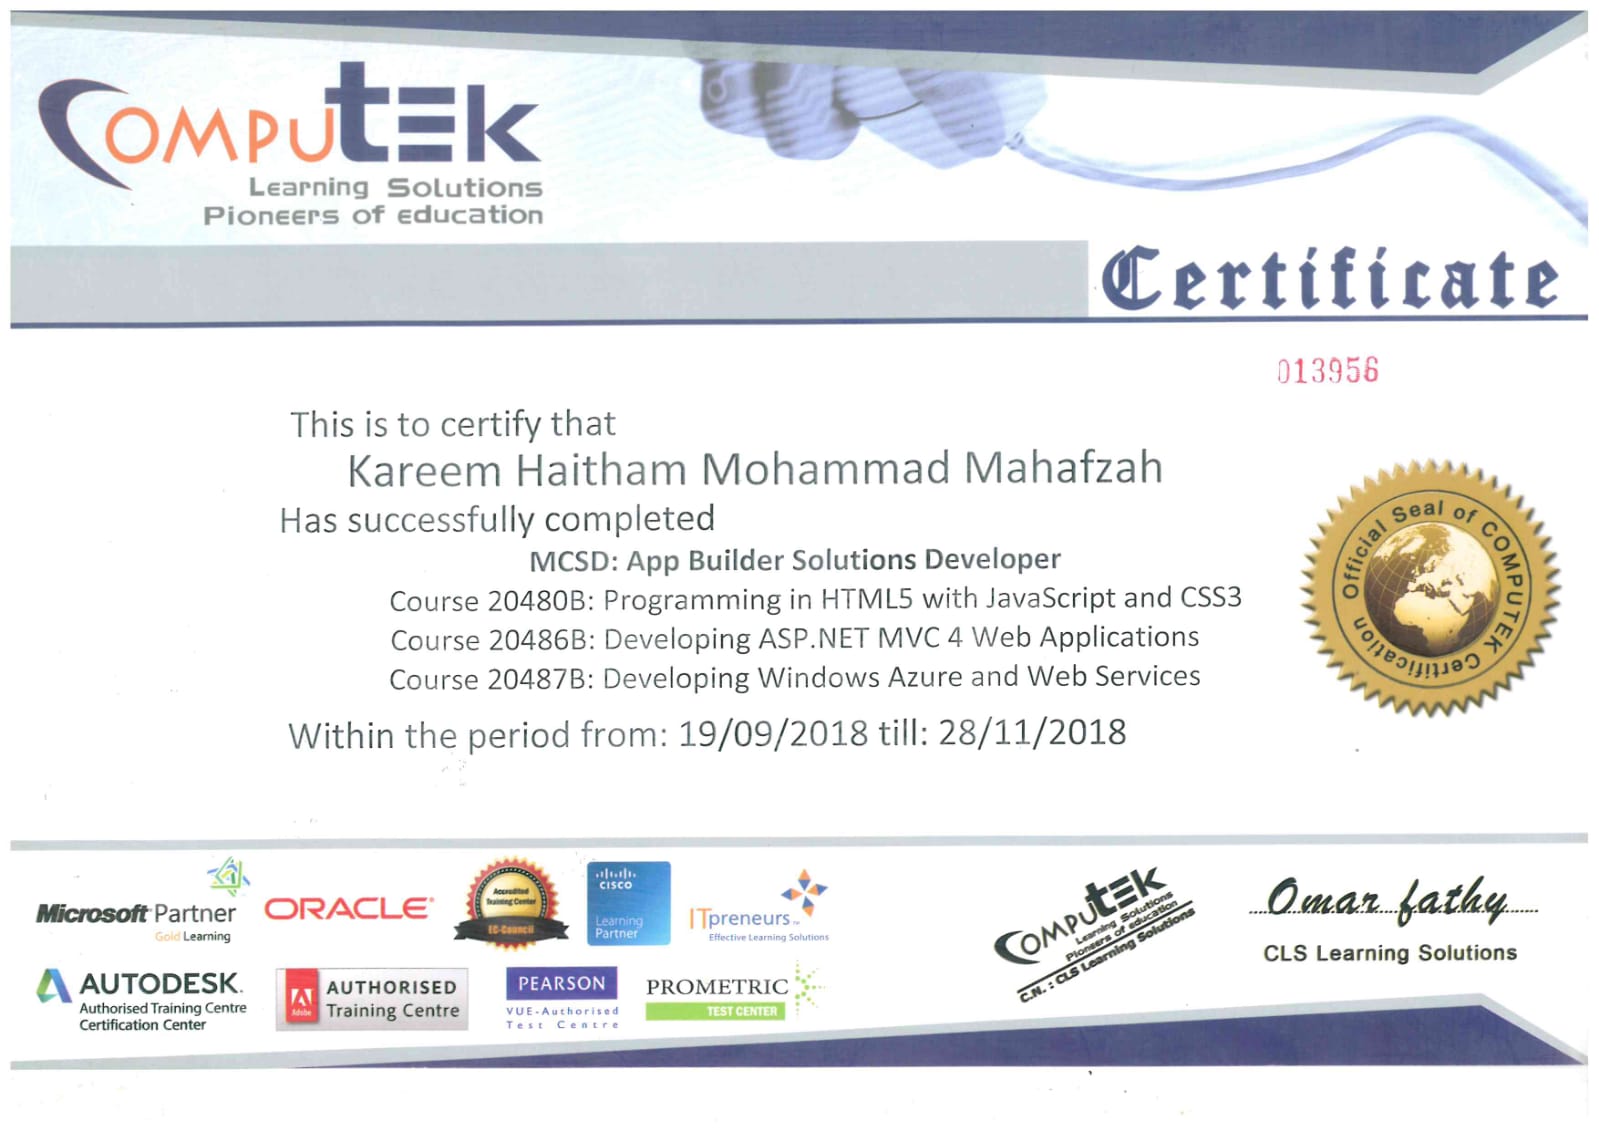 COMPUTEK
Learning Solutions
Pioneers of education
Certificate
013956
This is to certify that
Kareem Haitham Mohammad Mahafzah
Has successfully completed
MCSD: App Builder Solutions Developer
Course 20480B: Programming in HTML5 with JavaScript and CSS3
Course 20486B: Developing ASP.NET MVC 4 Web Applications
Course 20487B: Developing Windows Azure and Web Services
Within the period from: 19/09/2018 till: 28/11/2018
Official Seal of COMPUTEK Certification
Microsoft Partner
Gold Learning
ORACLE
Accredited
Training Center
EC-Council
CISCO
Learning
Partner
ITpreneurs
Effective Learning Solutions
AUTODESK.
Authorised Training Centre
Certification Center
Adobe
AUTHORISED
Training Centre
PEARSON
VUE-Authorised
Test Centre
PROMETRIC
TEST CENTER
COMPUTEK
Learning Solutions
Pioneers of education
C.N. : CLS Learning Solutions
Omar fathy
CLS Learning Solutions